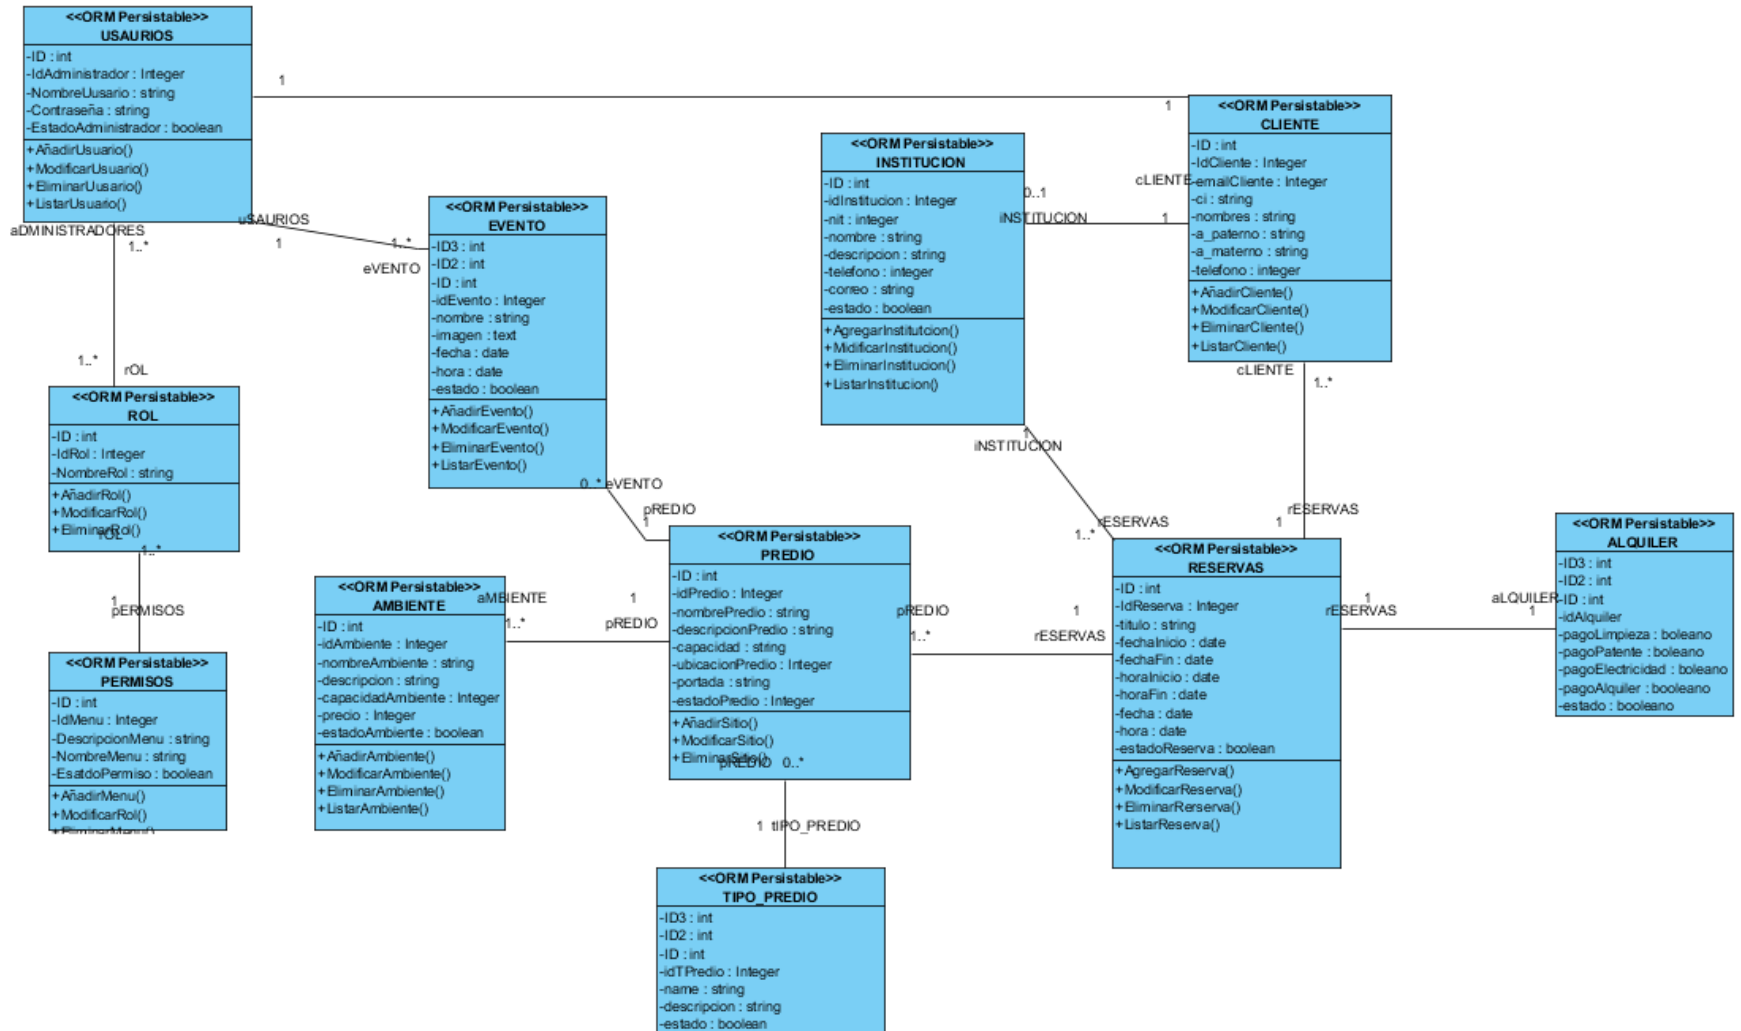 <<ORM Persistable>>
USAURIOS
-ID : int
-IdAdministrador : Integer
-NombreUusario : string
-Contraseña : string
-EstadoAdministrador : boolean
+AñadirUsuario()
+ModificarUsuario()
+EliminarUusario()
+ListarUsuario()
aDMINISTRADORES
1..*
uSAURIOS
1
1..*
eVENTO
1
1
<<ORM Persistable>>
EVENTO
-ID3 : int
-ID2 : int
-ID : int
-idEvento : Integer
-nombre : string
-imagen : text
-fecha : date
-hora : date
-estado : boolean
+AñadirEvento()
+ModificarEvento()
+EliminarEvento()
+ListarEvento()
0..* eVENTO
pREDIO
1
<<ORM Persistable>>
INSTITUCION
-ID : int
-idInstitucion : Integer
-nit : integer
-nombre : string
-descripcion : string
-telefono : integer
-correo : string
-estado : boolean
+AgregarInstitutcion()
+MidificarInstitucion()
+EliminarInstitucion()
+ListarInstitucion()
0..1
iNSTITUCION
cLIENTE
1
<<ORM Persistable>>
CLIENTE
-ID : int
-IdCliente : Integer
-emailCliente : Integer
-ci : string
-nombres : string
-a_paterno : string
-a_materno : string
-telefono : integer
+AñadirCliente()
+ModificarCliente()
+EliminarCliente()
+ListarCliente()
cLIENTE
1..*
1
iNSTITUCION
rESERVAS
1..*
rESERVAS
1
1..*
rOL
<<ORM Persistable>>
ROL
-ID : int
-IdRol : Integer
-NombreRol : string
+AñadirRol()
+ModificarRol()
+EliminarRol()
rOL
1..*
1
pERMISOS
<<ORM Persistable>>
PERMISOS
-ID : int
-IdMenu : Integer
-DescripcionMenu : string
-NombreMenu : string
-EsatdoPermiso : boolean
+AñadirMenu()
+ModificarRol()
+EliminarMenu()
<<ORM Persistable>>
AMBIENTE
-ID : int
-idAmbiente : Integer
-nombreAmbiente : string
-descripcion : string
-capacidadAmbiente : Integer
-precio : Integer
-estadoAmbiente : boolean
+AñadirAmbiente()
+ModificarAmbiente()
+EliminarAmbiente()
+ListarAmbiente()
aMBIENTE
1..*
1
pREDIO
<<ORM Persistable>>
PREDIO
-ID : int
-idPredio : Integer
-nombrePredio : string
-descripcionPredio : string
-capacidad : string
-ubicacionPredio : Integer
-portada : string
-estadoPredio : Integer
+AñadirSitio()
+ModificarSitio()
+EliminarSitio()
pREDIO 0..*
1 tIPO_PREDIO
pREDIO
1..*
1
rESERVAS
<<ORM Persistable>>
RESERVAS
-ID : int
-IdReserva : Integer
-titulo : string
-fechaInicio : date
-fechaFin : date
-horaInicio : date
-horaFin : date
-fecha : date
-hora : date
-estadoReserva : boolean
+AgregarReserva()
+ModificarReserva()
+EliminarRerserva()
+ListarReserva()
1
rESERVAS
aLQUILER
1
<<ORM Persistable>>
ALQUILER
-ID3 : int
-ID2 : int
-ID : int
-idAlquiler
-pagoLimpieza : boleano
-pagoPatente : boleano
-pagoElectricidad : boleano
-pagoAlquiler : booleano
-estado : booleano
<<ORM Persistable>>
TIPO_PREDIO
-ID3 : int
-ID2 : int
-ID : int
-idTPredio : Integer
-name : string
-descripcion : string
-estado : boolean